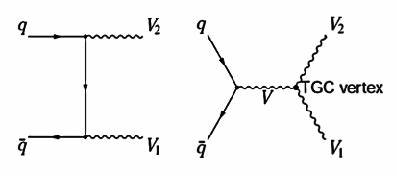 q V₂
q̄ V₁
q V₂
V TGC vertex
q̄ V₁